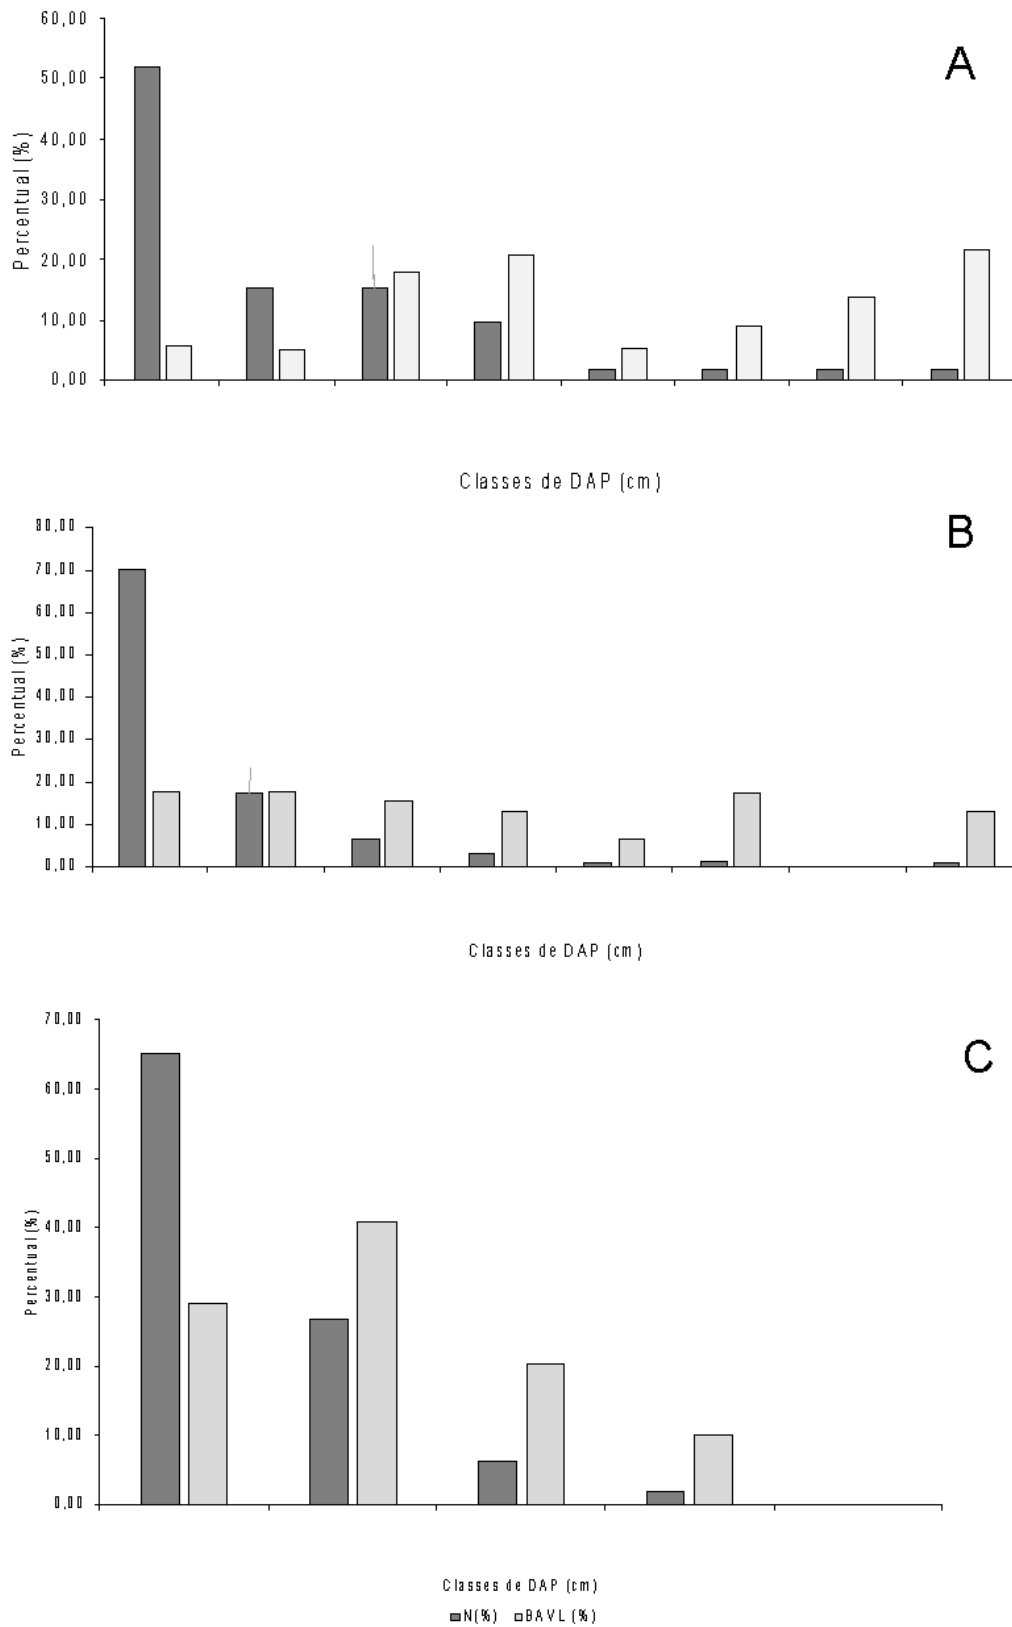 A
60,00
50,00
40,00
30,00
20,00
10,00
0,00
Percentual (%)
Classes de DAP (cm)
B
80,00
70,00
60,00
50,00
40,00
30,00
20,00
10,00
0,00
Percentual (%)
Classes de DAP (cm)
C
70,00
60,00
50,00
40,00
30,00
20,00
10,00
0,00
Percentual (%)
Classes de DAP (cm)
N(%) BAVL (%)